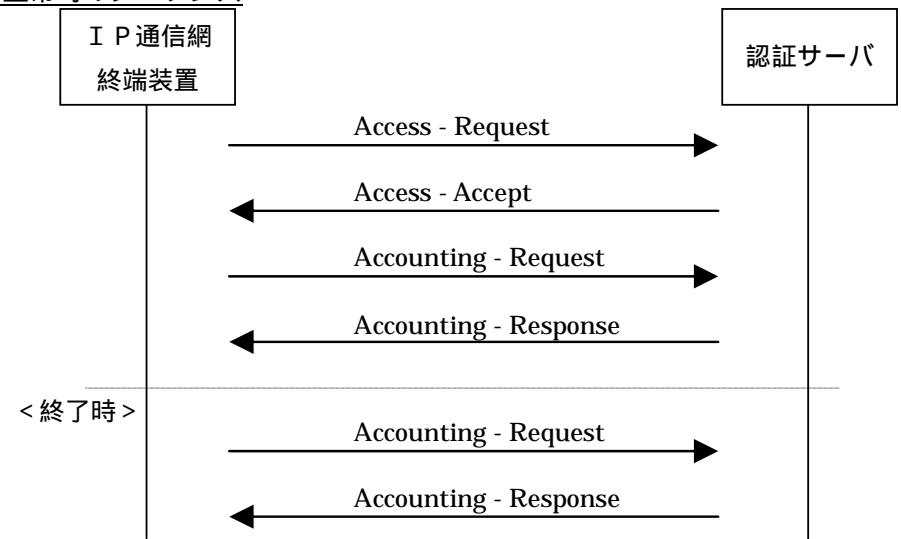 ＩＰ通信網
終端装置
認証サーバ
Access - Request
Access - Accept
Accounting - Request
Accounting - Response
<終了時>
Accounting - Request
Accounting - Response